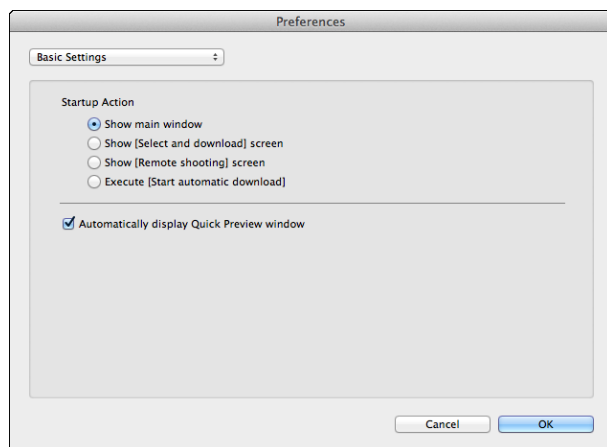 Preferences
Basic Settings
Startup Action
Show main window
Show [Select and download] screen
Show [Remote shooting] screen
Execute [Start automatic download]
Automatically display Quick Preview window
Cancel OK